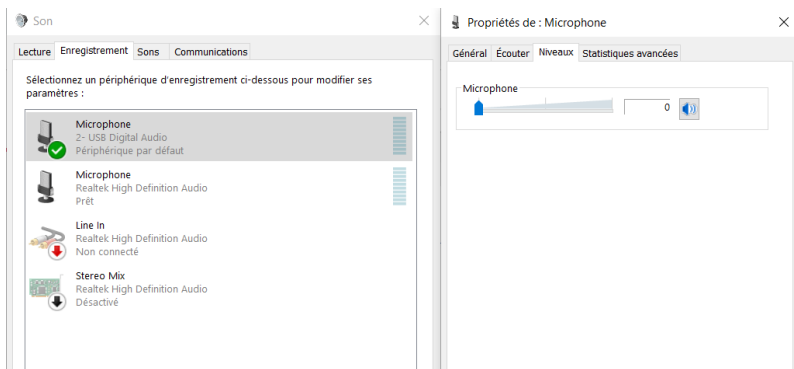 Son
Lecture Enregistrement Sons Communications
Sélectionnez un périphérique d'enregistrement ci-dessous pour modifier ses
paramètres :
Microphone
2- USB Digital Audio
Périphérique par défaut
Microphone
Realtek High Definition Audio
Prêt
Line In
Realtek High Definition Audio
Non connecté
Stereo Mix
Realtek High Definition Audio
Désactivé
Propriétés de : Microphone
Général Écouter Niveaux Statistiques avancées
Microphone
0